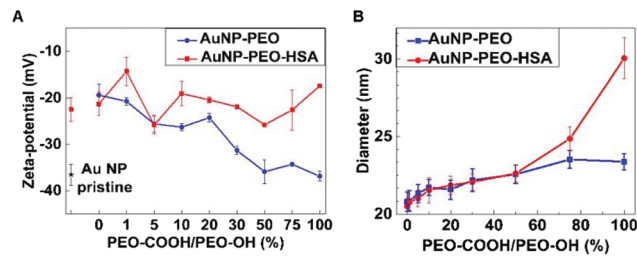 A
Zeta-potential (mV)
-10
-20
-30
-40
AuNP-PEO
AuNP-PEO-HSA
Au NP
pristine
0 1 5 10 20 30 50 75 100
PEO-COOH/PEO-OH (%)
B
Diameter (nm)
30
26
23
20
AuNP-PEO
AuNP-PEO-HSA
0 20 40 60 80 100
PEO-COOH/PEO-OH (%)